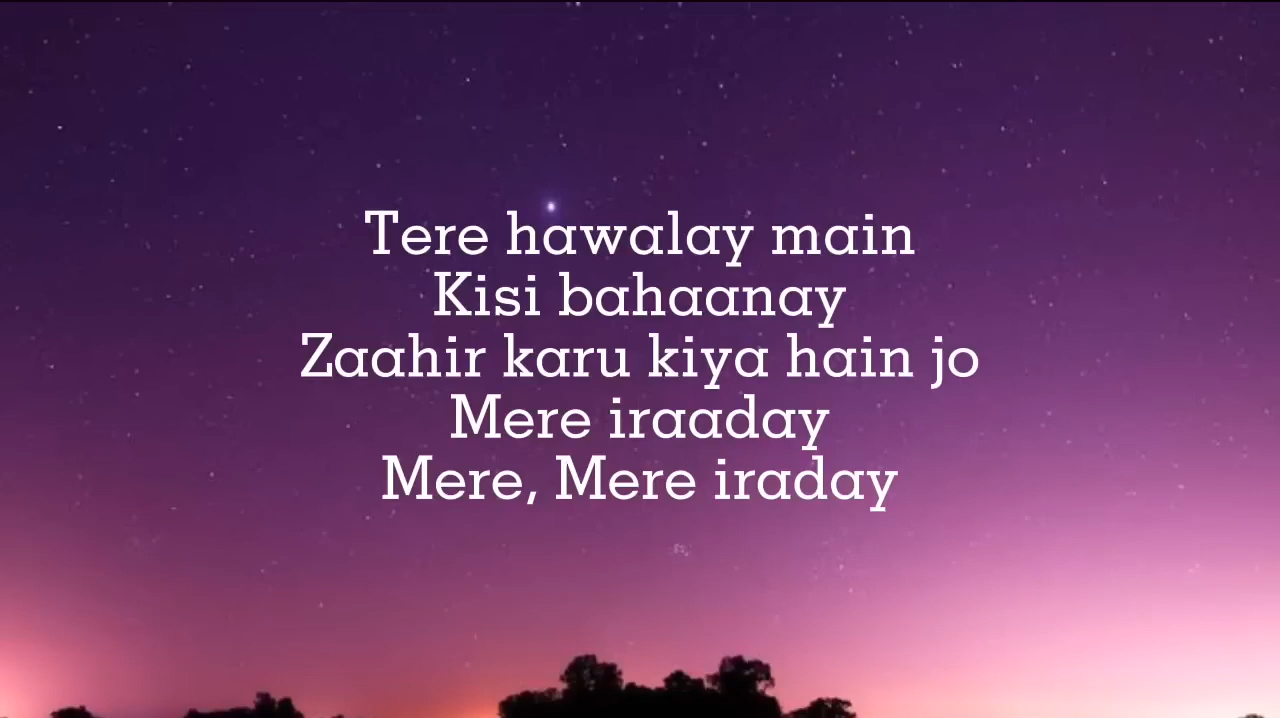 Tere hawalay main
Kisi bahaanay
Zaahir karu kiya hain jo
Mere iraaday
Mere, Mere iraday